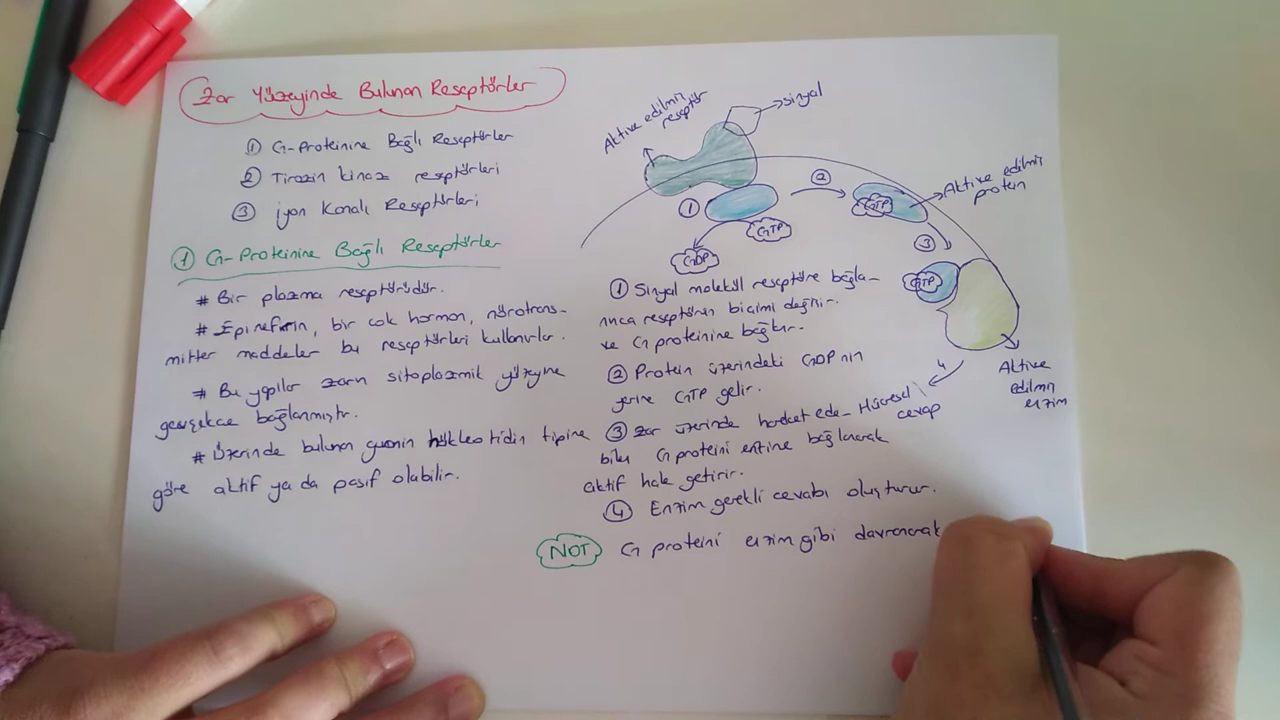 Zar Yüzeyinde Bulunan Reseptörler
① G-Proteinine Bağlı Reseptörler
② Tirozin kinaz reseptörleri
③ iyon Kanalı Reseptörleri
① G-Proteinine Bağlı Reseptörler
# Bir plazma reseptörüdür.
# Epinefrin, bir çok hormon, nörotrans-
mitter maddeler bu reseptörleri kullanırlar.
# Bu yapılar zarın sitoplazmik yüzeyine
gevşekçe bağlanmıştır.
# Üzerinde bulunan guanin nükleotidin tipine
göre aktif ya da pasif olabilir.
Aktive edilmiş
reseptör
sinyal
①
GTP
GDP
②
GTP
Aktive edilmiş
protein
③
GTP
Aktive
edilmiş
enzim
4
Hücresel
cevap
① Sinyal molekül reseptöre bağla-
nınca reseptörün biçimi değişir.
ve G proteinine bağlanır.
② Protein üzerindeki GDP nin
yerine GTP gelir.
③ Zar üzerinde hareket ede-
bilen G proteini enzime bağlanarak
aktif hale getirir.
④ Enzim gerekli cevabı oluşturur.
NOT G proteini enzim gibi davranarak